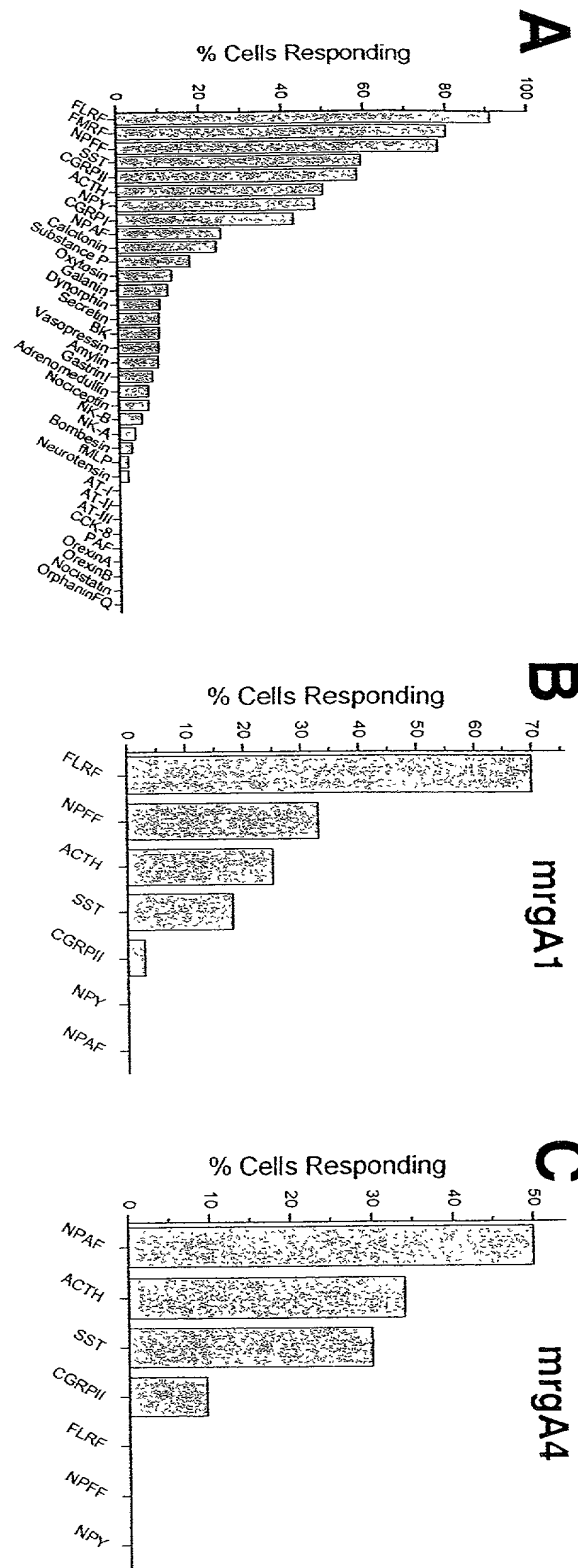 A
% Cells Responding
100
80
60
40
20
0
FLRF
FMRF
NPFF
SST
CGRPII
ACTH
NPY
CGRPI
NPAF
Calcitonin
Substance P
Oxytosin
Galanin
Dynorphin
Secretin
BK
Vasopressin
Amylin
GastrinI
Adrenomedullin
Nociceptin
NK-B
NK-A
Bombesin
fMLP
Neurotensin
AT-I
AT-II
AT-III
CCK-8
PAF
OrexinA
OrexinB
Nocistatin
OrphaninFQ
B
mrgA1
% Cells Responding
70
60
50
40
30
20
10
0
FLRF
NPFF
ACTH
SST
CGRPII
NPY
NPAF
C
mrgA4
% Cells Responding
50
40
30
20
10
0
NPAF
ACTH
SST
CGRPII
FLRF
NPFF
NPY